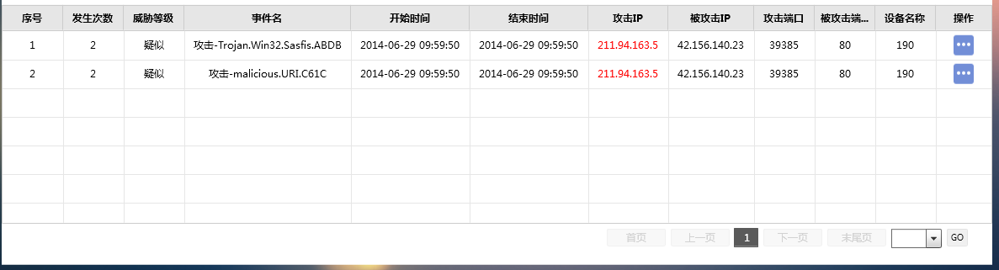 序号 发生次数 威胁等级 事件名 开始时间 结束时间 攻击IP 被攻击IP 攻击端口 被攻击端... 设备名称 操作
1 2 疑似 攻击-Trojan.Win32.Sasfis.ABDB 2014-06-29 09:59:50 2014-06-29 09:59:50 211.94.163.5 42.156.140.23 39385 80 190
2 2 疑似 攻击-malicious.URI.C61C 2014-06-29 09:59:50 2014-06-29 09:59:50 211.94.163.5 42.156.140.23 39385 80 190
首页 上一页 1 下一页 末尾页 GO